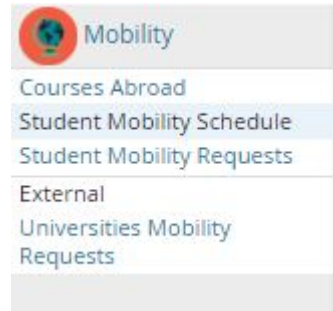 Mobility
Courses Abroad
Student Mobility Schedule
Student Mobility Requests
External
Universities Mobility
Requests